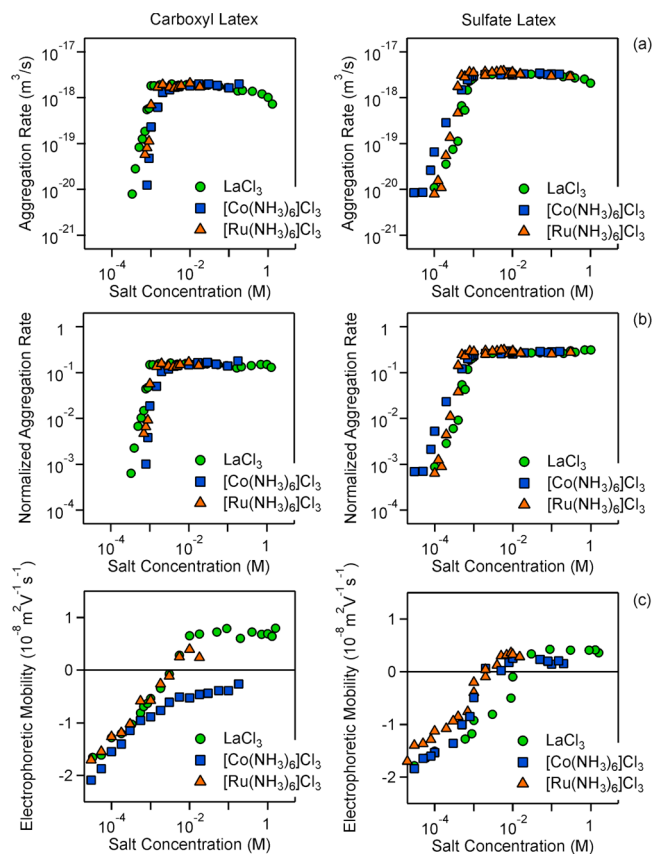 Carboxyl Latex
Sulfate Latex
(a)
Aggregation Rate (m³/s)
10⁻¹⁷
10⁻¹⁸
10⁻¹⁹
10⁻²⁰
10⁻²¹
LaCl₃
[Co(NH₃)₆]Cl₃
[Ru(NH₃)₆]Cl₃
10⁻⁴
10⁻²
1
Salt Concentration (M)
Aggregation Rate (m³/s)
10⁻¹⁷
10⁻¹⁸
10⁻¹⁹
10⁻²⁰
10⁻²¹
LaCl₃
[Co(NH₃)₆]Cl₃
[Ru(NH₃)₆]Cl₃
10⁻⁴
10⁻²
1
Salt Concentration (M)
(b)
Normalized Aggregation Rate
1
10⁻¹
10⁻²
10⁻³
10⁻⁴
LaCl₃
[Co(NH₃)₆]Cl₃
[Ru(NH₃)₆]Cl₃
10⁻⁴
10⁻²
1
Salt Concentration (M)
Normalized Aggregation Rate
1
10⁻¹
10⁻²
10⁻³
10⁻⁴
LaCl₃
[Co(NH₃)₆]Cl₃
[Ru(NH₃)₆]Cl₃
10⁻⁴
10⁻²
1
Salt Concentration (M)
(c)
Electrophoretic Mobility (10⁻⁸m²V⁻¹s⁻¹)
1
0
-1
-2
LaCl₃
[Co(NH₃)₆]Cl₃
[Ru(NH₃)₆]Cl₃
10⁻⁴
10⁻²
1
Salt Concentration (M)
Electrophoretic Mobility (10⁻⁸m²V⁻¹s⁻¹)
1
0
-1
-2
LaCl₃
[Co(NH₃)₆]Cl₃
[Ru(NH₃)₆]Cl₃
10⁻⁴
10⁻²
1
Salt Concentration (M)